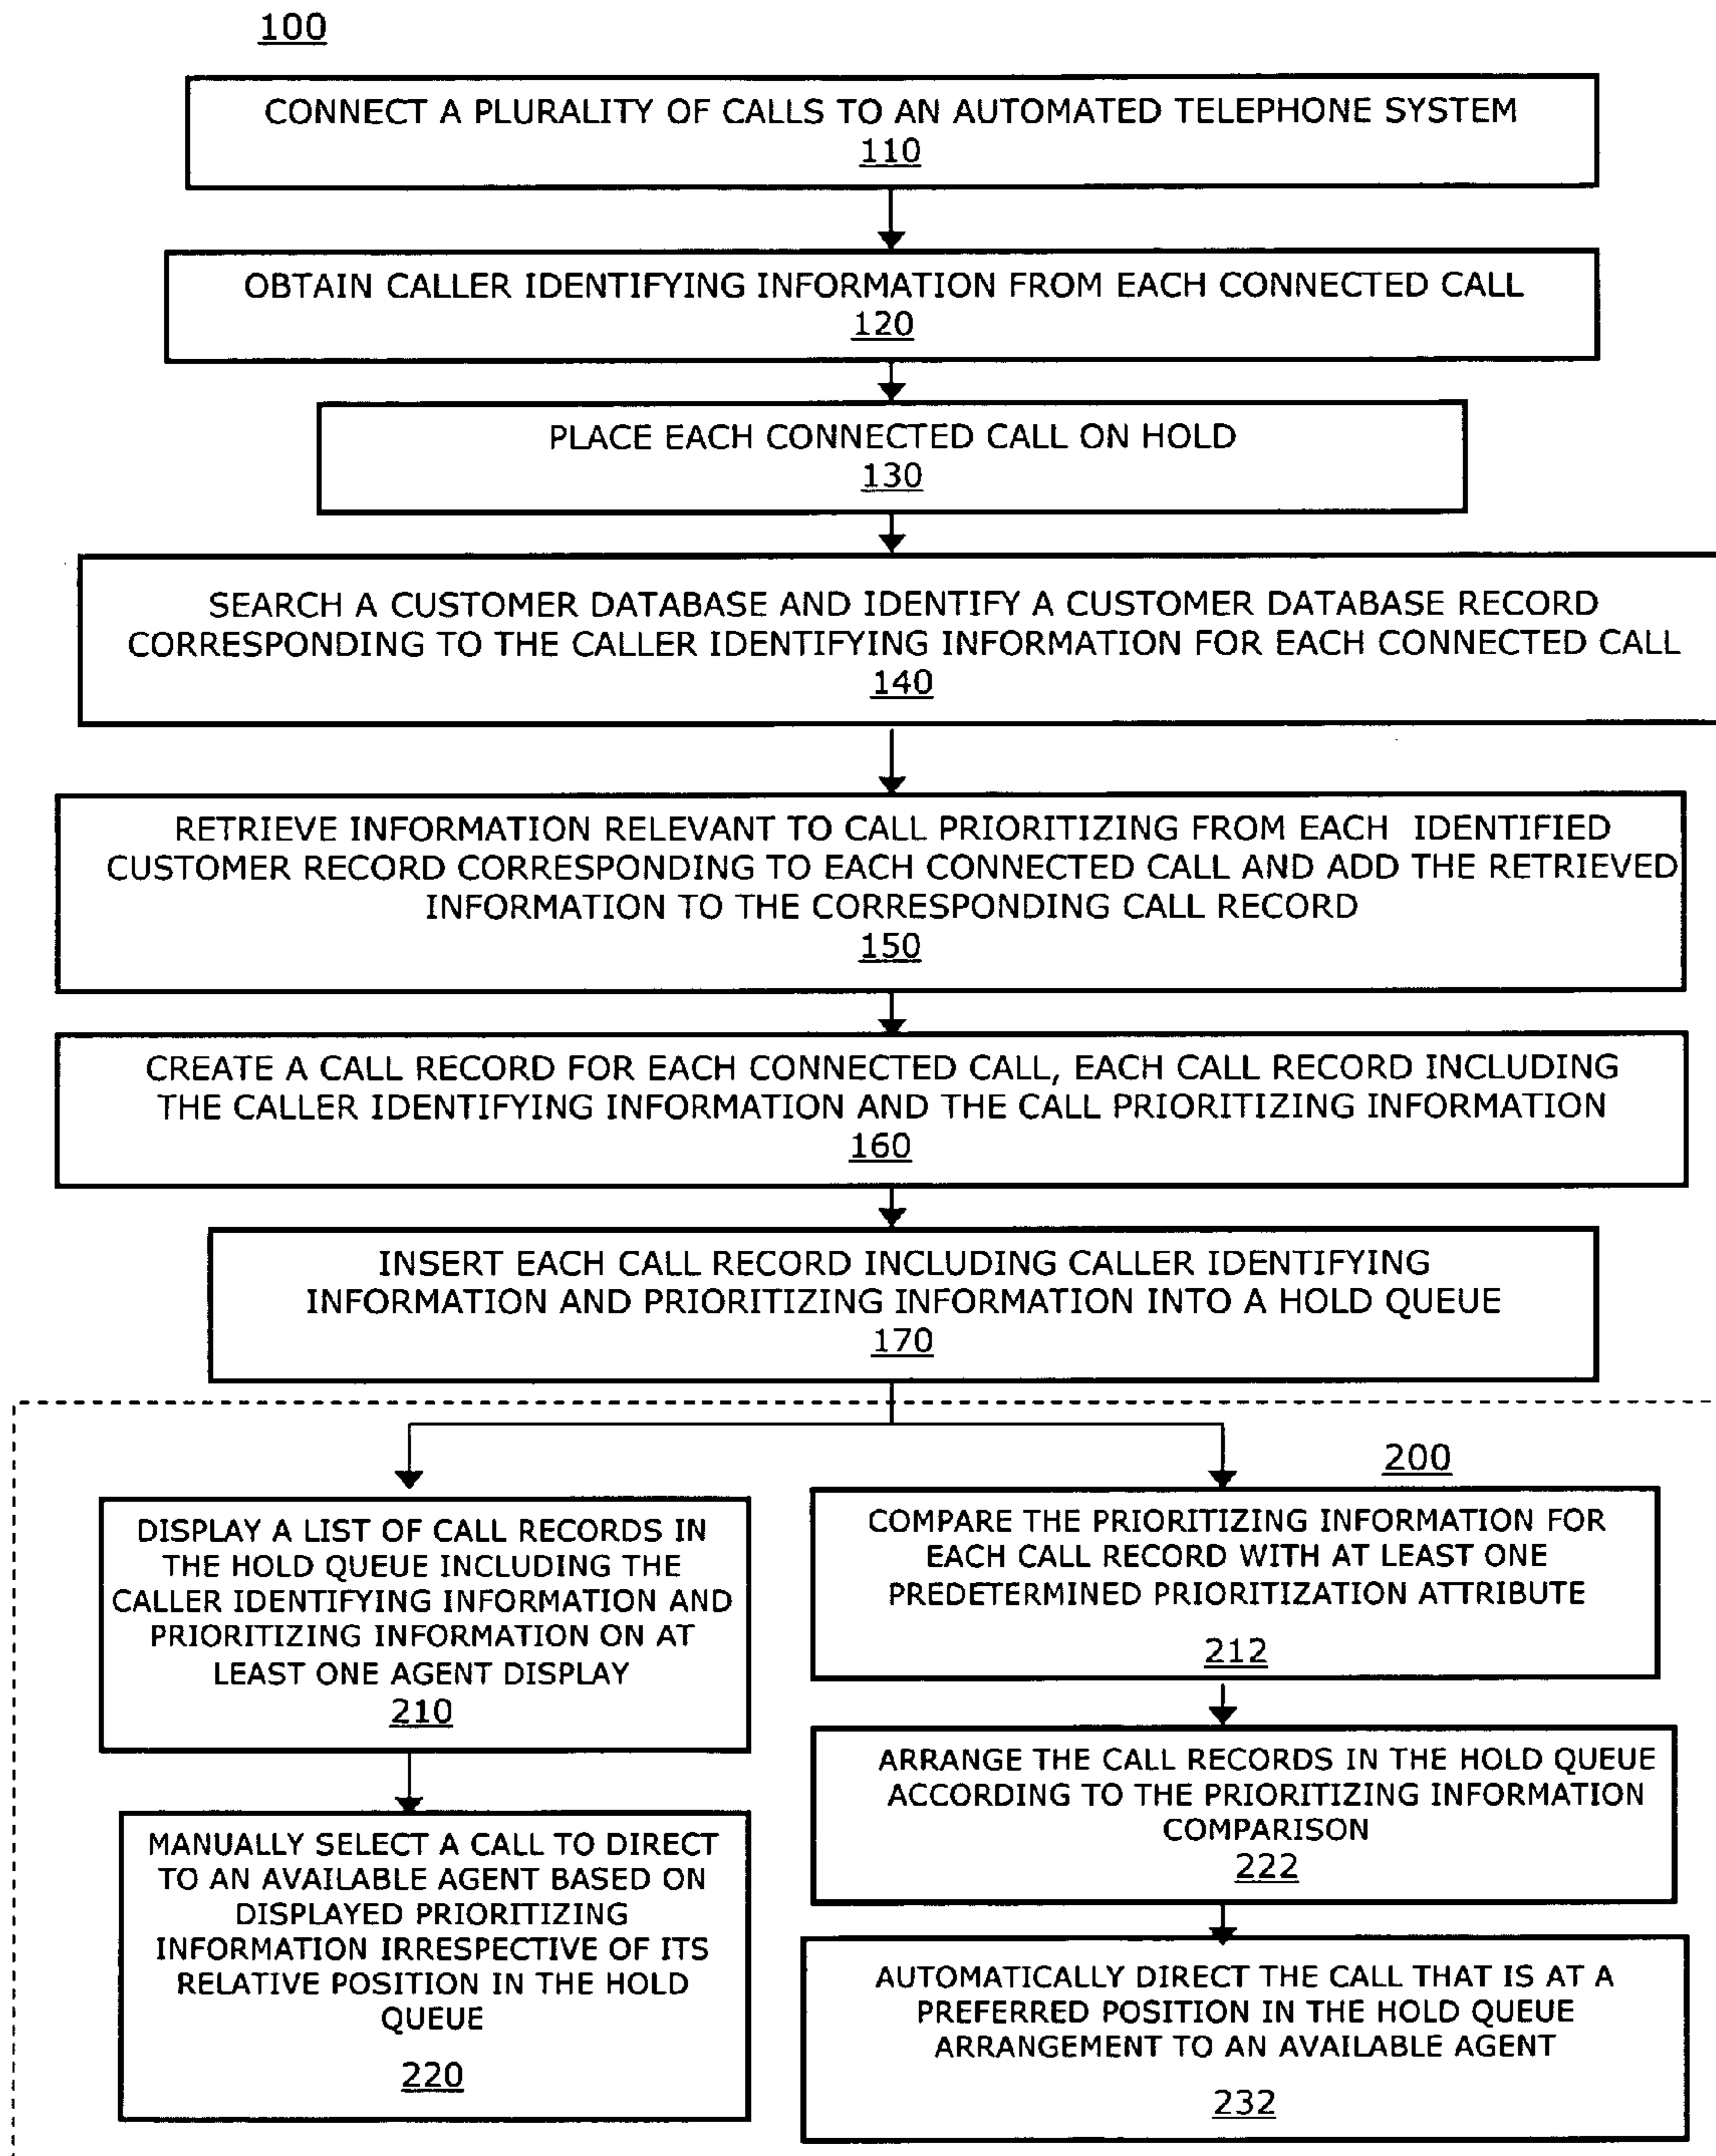 100
CONNECT A PLURALITY OF CALLS TO AN AUTOMATED TELEPHONE SYSTEM
110
OBTAIN CALLER IDENTIFYING INFORMATION FROM EACH CONNECTED CALL
120
PLACE EACH CONNECTED CALL ON HOLD
130
SEARCH A CUSTOMER DATABASE AND IDENTIFY A CUSTOMER DATABASE RECORD
CORRESPONDING TO THE CALLER IDENTIFYING INFORMATION FOR EACH CONNECTED CALL
140
RETRIEVE INFORMATION RELEVANT TO CALL PRIORITIZING FROM EACH IDENTIFIED
CUSTOMER RECORD CORRESPONDING TO EACH CONNECTED CALL AND ADD THE RETRIEVED
INFORMATION TO THE CORRESPONDING CALL RECORD
150
CREATE A CALL RECORD FOR EACH CONNECTED CALL, EACH CALL RECORD INCLUDING
THE CALLER IDENTIFYING INFORMATION AND THE CALL PRIORITIZING INFORMATION
160
INSERT EACH CALL RECORD INCLUDING CALLER IDENTIFYING
INFORMATION AND PRIORITIZING INFORMATION INTO A HOLD QUEUE
170
200
DISPLAY A LIST OF CALL RECORDS IN
THE HOLD QUEUE INCLUDING THE
CALLER IDENTIFYING INFORMATION AND
PRIORITIZING INFORMATION ON AT
LEAST ONE AGENT DISPLAY
210
MANUALLY SELECT A CALL TO DIRECT
TO AN AVAILABLE AGENT BASED ON
DISPLAYED PRIORITIZING
INFORMATION IRRESPECTIVE OF ITS
RELATIVE POSITION IN THE HOLD
QUEUE
220
COMPARE THE PRIORITIZING INFORMATION FOR
EACH CALL RECORD WITH AT LEAST ONE
PREDETERMINED PRIORITIZATION ATTRIBUTE
212
ARRANGE THE CALL RECORDS IN THE HOLD QUEUE
ACCORDING TO THE PRIORITIZING INFORMATION
COMPARISON
222
AUTOMATICALLY DIRECT THE CALL THAT IS AT A
PREFERRED POSITION IN THE HOLD QUEUE
ARRANGEMENT TO AN AVAILABLE AGENT
232